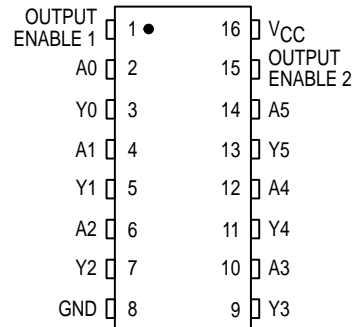 OUTPUT
ENABLE 1 1 16 VCC
A0 2 15 OUTPUT
ENABLE 2
Y0 3 14 A5
A1 4 13 Y5
Y1 5 12 A4
A2 6 11 Y4
Y2 7 10 A3
GND 8 9 Y3